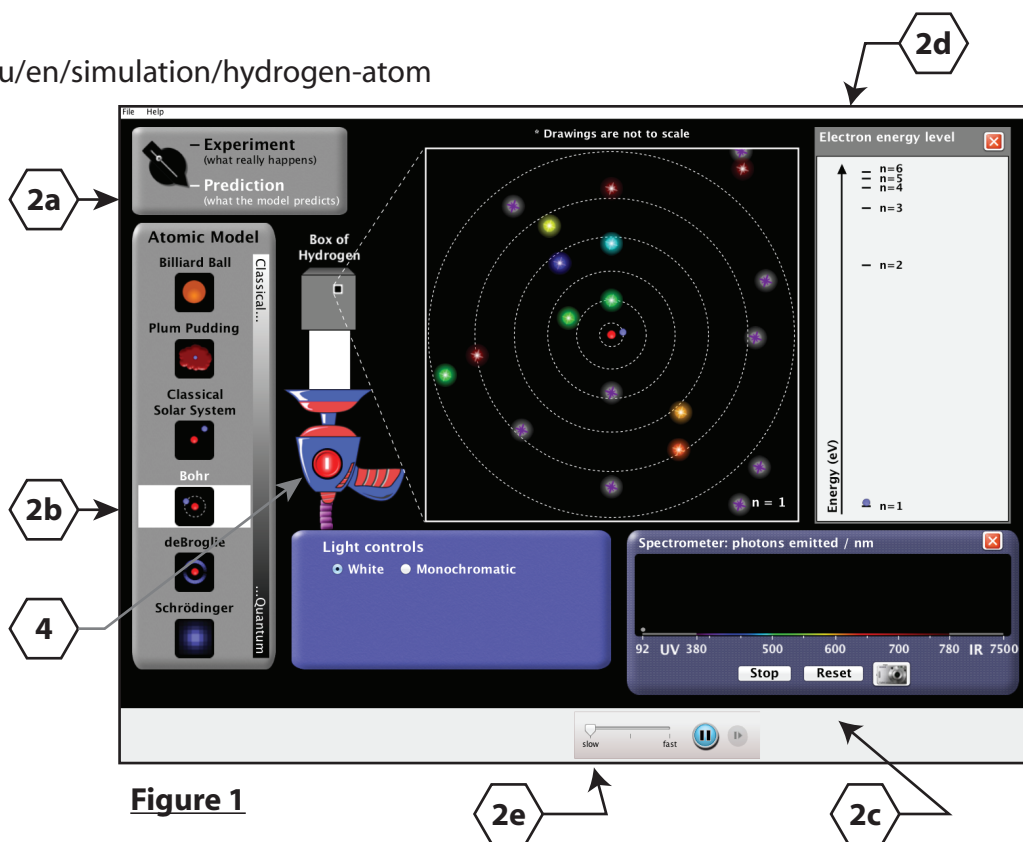 2d
u/en/simulation/hydrogen-atom
File Help
Experiment
(what really happens)
Prediction
(what the model predicts)
2a
* Drawings are not to scale
Electron energy level
n=6
n=5
n=4
n=3
n=2
n=1
Energy (eV)
Atomic Model
Billiard Ball
Plum Pudding
Classical
Solar System
Bohr
deBroglie
Schrödinger
Classical...
...Quantum
Box of
Hydrogen
n = 1
2b
4
Light controls
White Monochromatic
Spectrometer: photons emitted / nm
92 UV 380 500 600 700 780 IR 7500
Stop Reset
slow fast
Figure 1
2e
2c